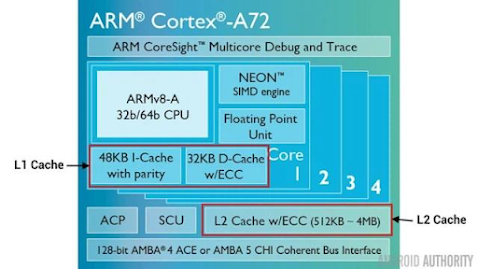 ARM® Cortex®-A72
ARM CoreSight™ Multicore Debug and Trace
ARMv8-A
32b/64b CPU
NEON™
SIMD engine
Floating Point
Unit
L1 Cache
48KB I-Cache
with parity
32KB D-Cache
w/ECC
Core
1
2
3
4
ACP
SCU
L2 Cache w/ECC (512KB – 4MB)
L2 Cache
128-bit AMBA®4 ACE or AMBA 5 CHI Coherent Bus Interface
ANDROID AUTHORITY